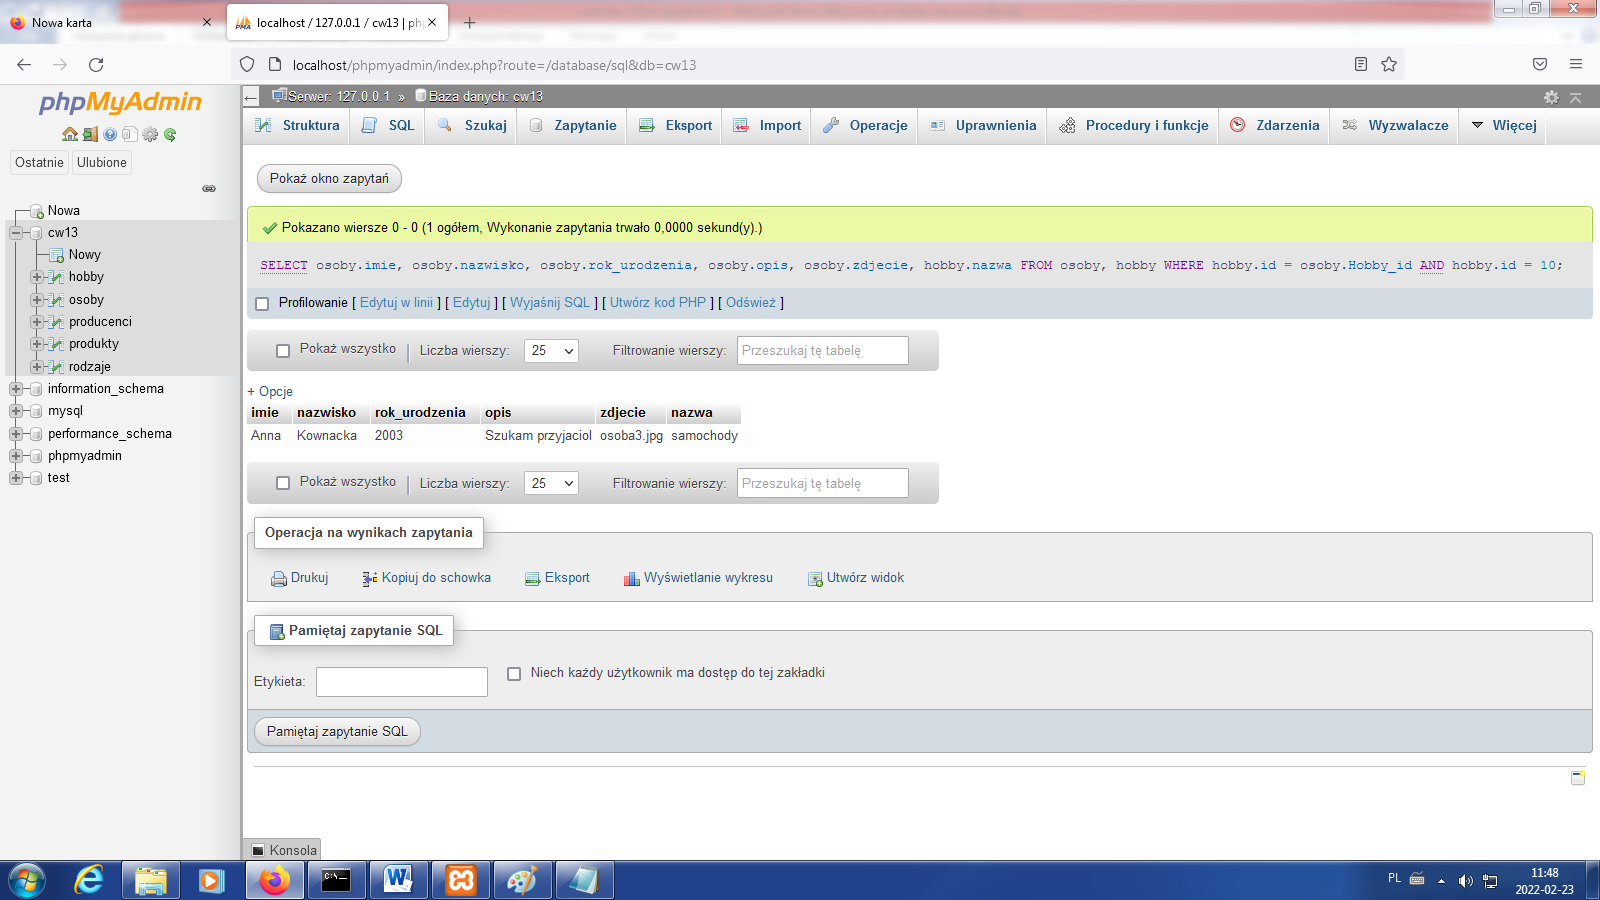 Nowa karta
localhost / 127.0.0.1 / cw13 | ph
localhost/phpmyadmin/index.php?route=/database/sql&db=cw13
phpMyAdmin
Ostatnie
Ulubione
Nowa
cw13
Nowy
hobby
osoby
producenci
produkty
rodzaje
information_schema
mysql
performance_schema
phpmyadmin
test
Serwer: 127.0.0.1 » Baza danych: cw13
Struktura SQL Szukaj Zapytanie Eksport Import Operacje Uprawnienia Procedury i funkcje Zdarzenia Wyzwalacze Więcej
Pokaż okno zapytań
Pokazano wiersze 0 - 0 (1 ogółem, Wykonanie zapytania trwało 0,0000 sekund(y).)
SELECT osoby.imie, osoby.nazwisko, osoby.rok_urodzenia, osoby.opis, osoby.zdjecie, hobby.nazwa FROM osoby, hobby WHERE hobby.id = osoby.Hobby_id AND hobby.id = 10;
Profilowanie [ Edytuj w linii ] [ Edytuj ] [ Wyjaśnij SQL ] [ Utwórz kod PHP ] [ Odśwież ]
Pokaż wszystko | Liczba wierszy: 25 Filtrowanie wierszy: Przeszukaj tę tabelę
+ Opcje
imie nazwisko rok_urodzenia opis zdjecie nazwa
Anna Kownacka 2003 Szukam przyjaciol osoba3.jpg samochody
Pokaż wszystko | Liczba wierszy: 25 Filtrowanie wierszy: Przeszukaj tę tabelę
Operacja na wynikach zapytania
Drukuj Kopiuj do schowka Eksport Wyświetlanie wykresu Utwórz widok
Pamiętaj zapytanie SQL
Etykieta: Niech każdy użytkownik ma dostęp do tej zakładki
Pamiętaj zapytanie SQL
Konsola
PL
11:48
2022-02-23